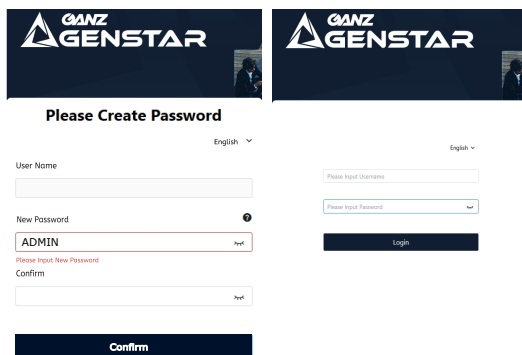 GANZ
GENSTAR
Please Create Password
English
User Name
New Password
ADMIN
Please Input New Password
Confirm
Confirm
GANZ
GENSTAR
English
Please Input Username
Please Input Password
Login